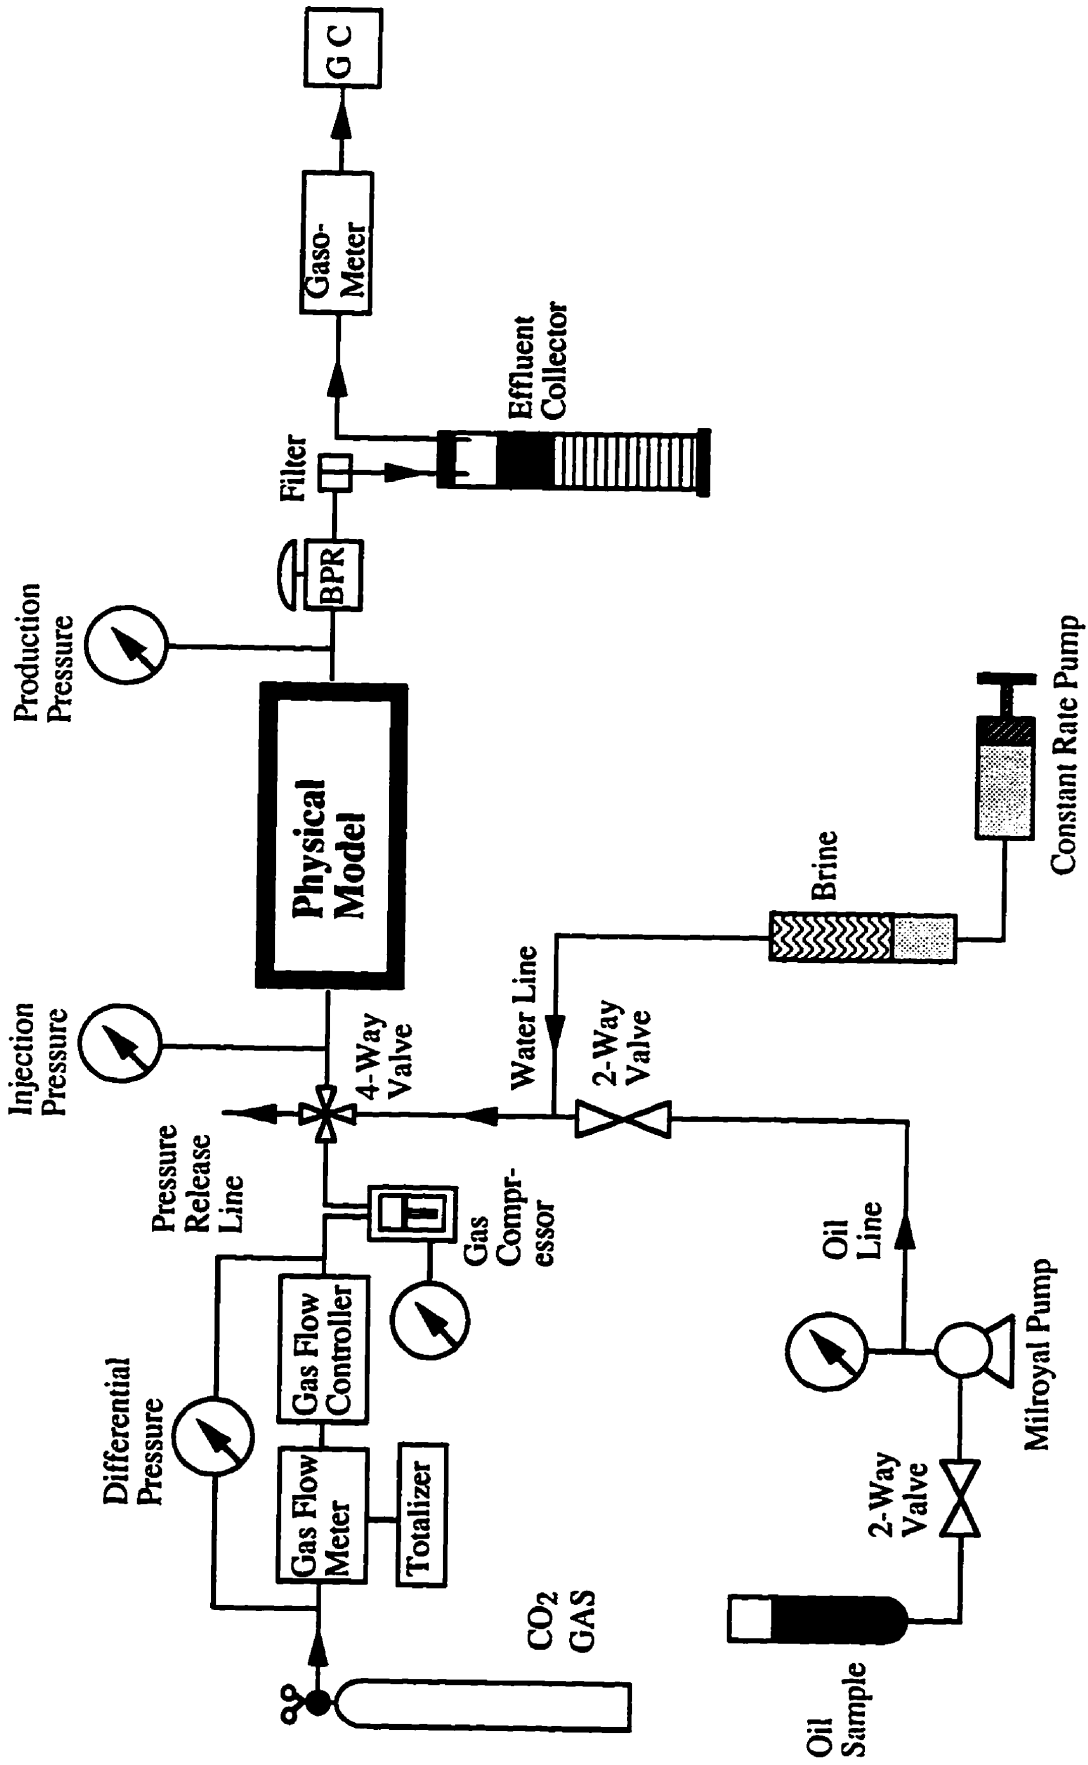 Injection
Pressure
Production
Pressure
Differential
Pressure
Pressure
Release
Line
Physical
Model
BPR
Filter
Gaso-
Meter
G C
Gas Flow
Meter
Gas Flow
Controller
Totalizer
4-Way
Valve
Gas
Compr-
essor
CO2
GAS
Effluent
Collector
Water Line
2-Way
Valve
Brine
Constant Rate Pump
Oil
Line
2-Way
Valve
Milroyal Pump
Oil
Sample